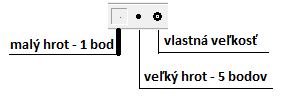 malý hrot - 1 bod
vlastná veľkosť
veľký hrot - 5 bodov